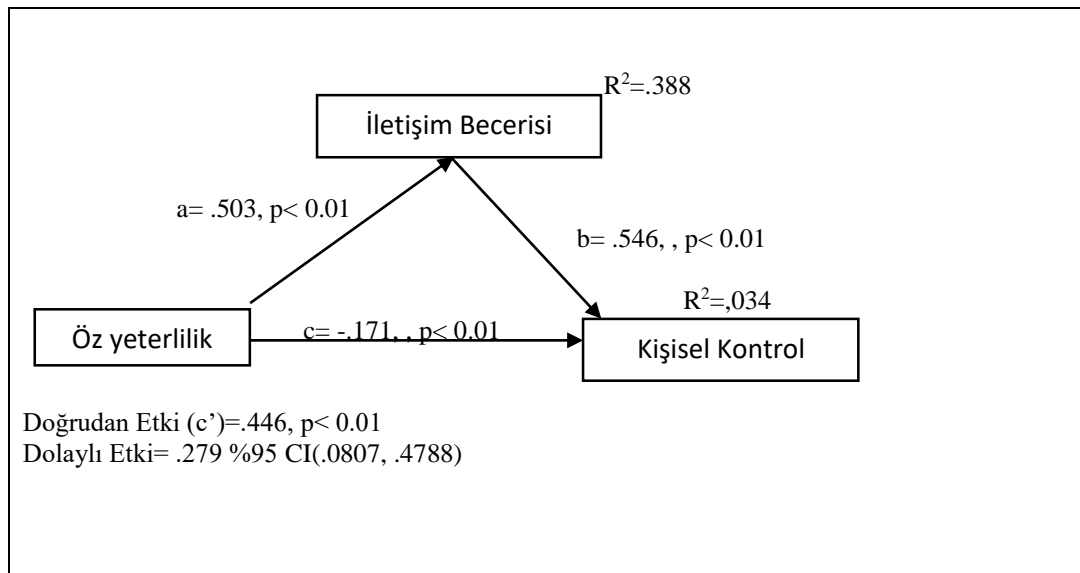 R²=.388
İletişim Becerisi
a= .503, p< 0.01
b= .546, , p< 0.01
R²=,034
Öz yeterlilik
c= -.171, , p< 0.01
Kişisel Kontrol
Doğrudan Etki (c’)=.446, p< 0.01
Dolaylı Etki= .279 %95 CI(.0807, .4788)